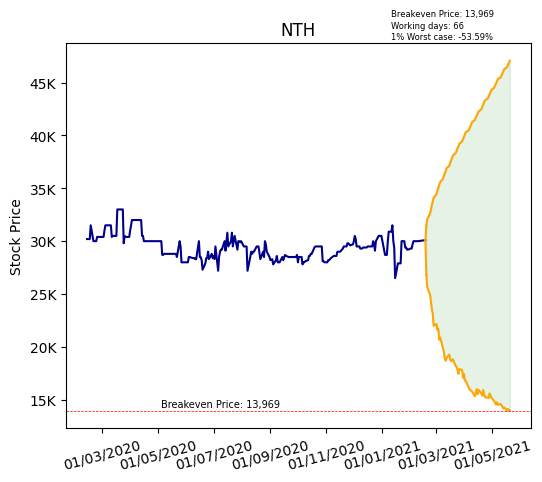 Breakeven Price: 13,969
Working days: 66
1% Worst case: -53.59%
NTH
Stock Price
45K
40K
35K
30K
25K
20K
15K
Breakeven Price: 13,969
01/03/2020 01/05/2020 01/07/2020 01/09/2020 01/11/2020 01/01/2021 01/03/2021 01/05/2021